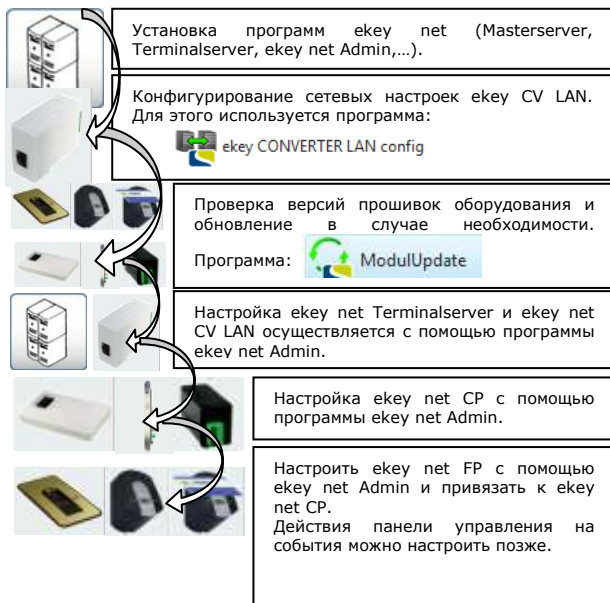 Установка программ ekey net (Masterserver,
Terminalserver, ekey net Admin,...).
Конфигурирование сетевых настроек ekey CV LAN.
Для этого используется программа:
ekey CONVERTER LAN config
Проверка версий прошивок оборудования и
обновление в случае необходимости.
Программа: ModulUpdate
Настройка ekey net Terminalserver и ekey net
CV LAN осуществляется с помощью программы
ekey net Admin.
Настройка ekey net CP с помощью
программы ekey net Admin.
Настроить ekey net FP с помощью
ekey net Admin и привязать к ekey
net CP.
Действия панели управления на
события можно настроить позже.